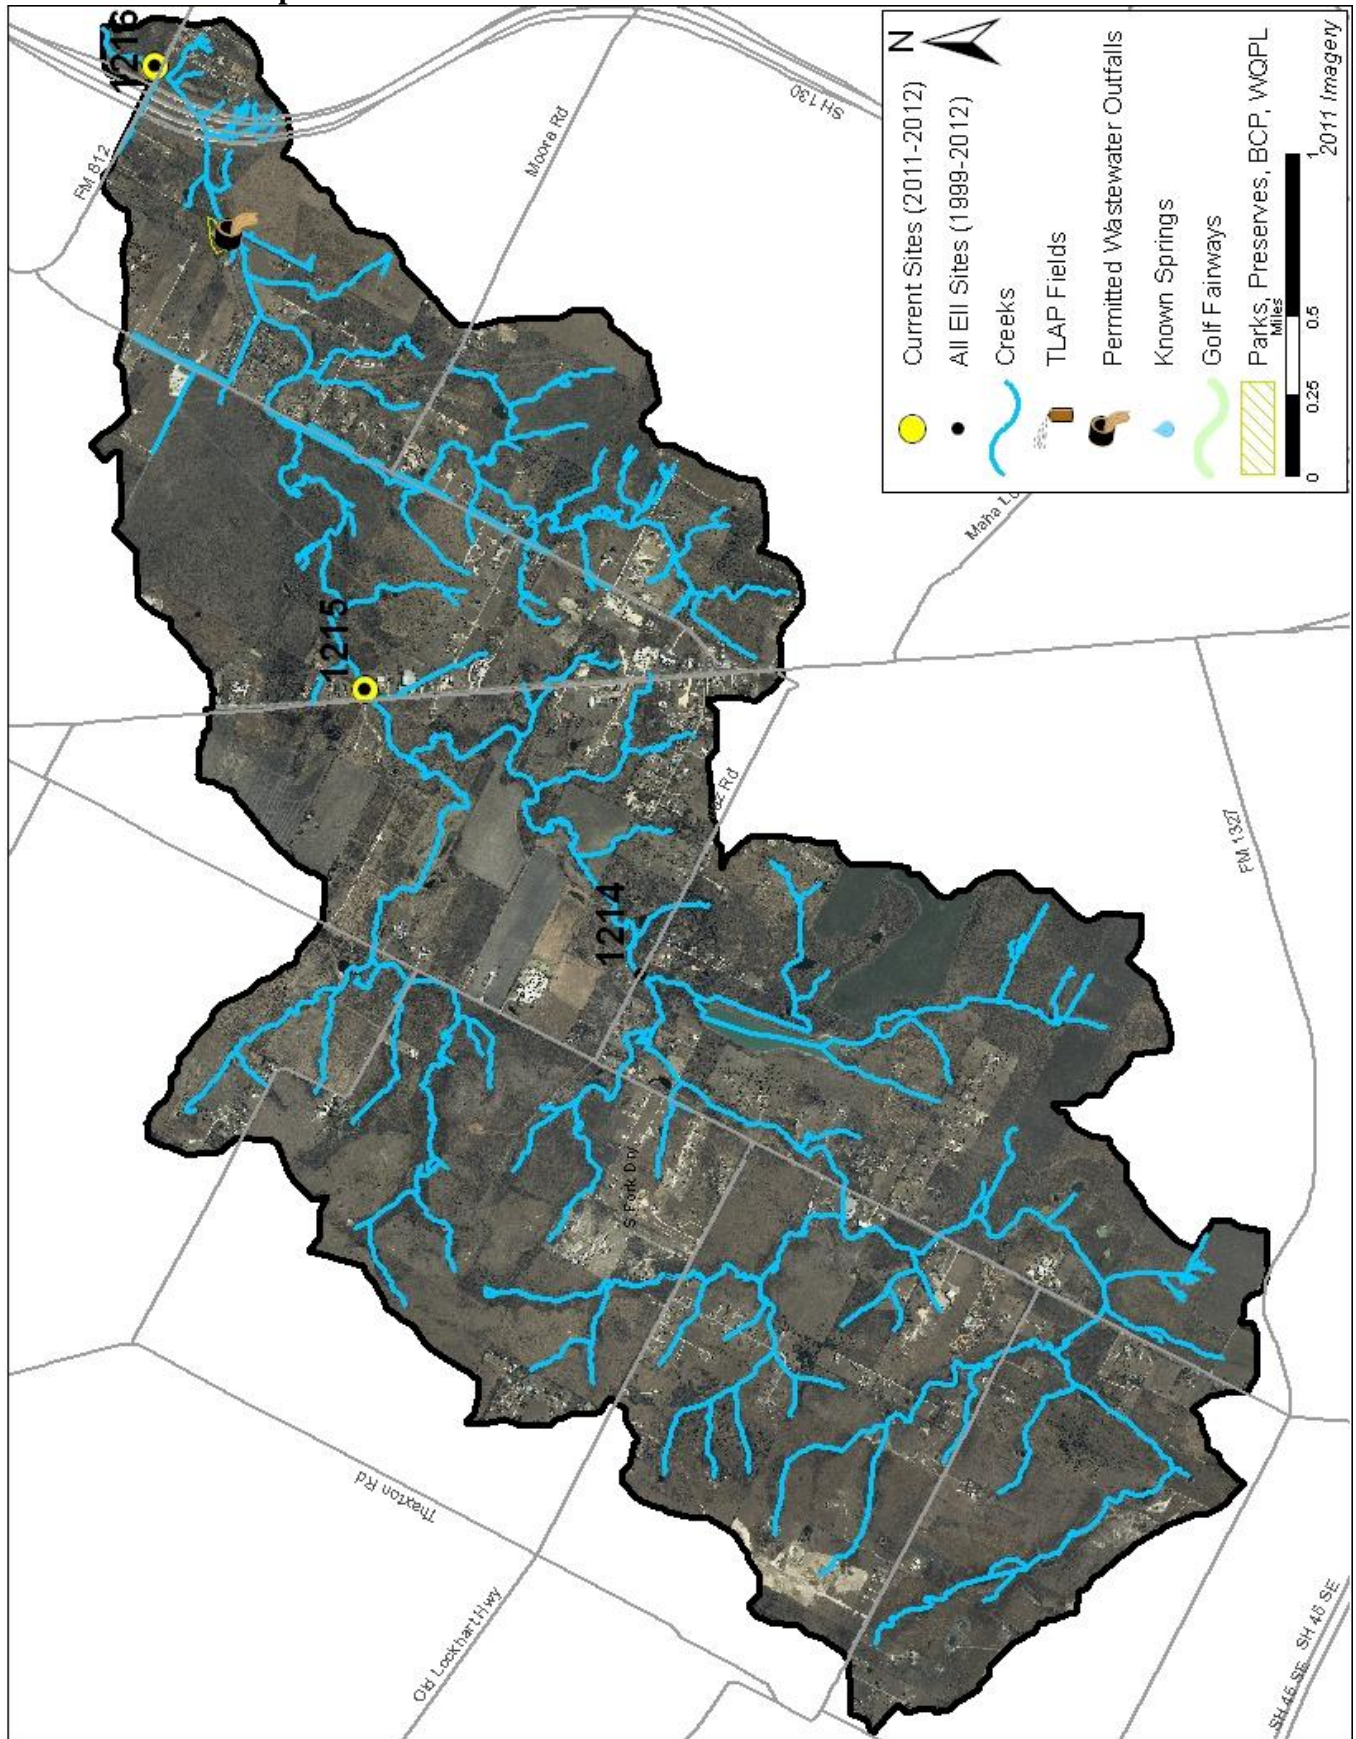 1216
FM 812
SH 130
Moore Rd
1215
Maha
1214
FM 1327
S Fork Dry
Thaxton Rd
Old Lockhart Hwy
SH 45 SE
SH 45 SE
N
Current Sites (2011-2012)
All EII Sites (1999-2012)
Creeks
TLAP Fields
Permitted Wastewater Outfalls
Known Springs
Golf Fairways
Parks, Preserves, BCP, WQPL
Miles
0 0.25 0.5 1
2011 Imagery